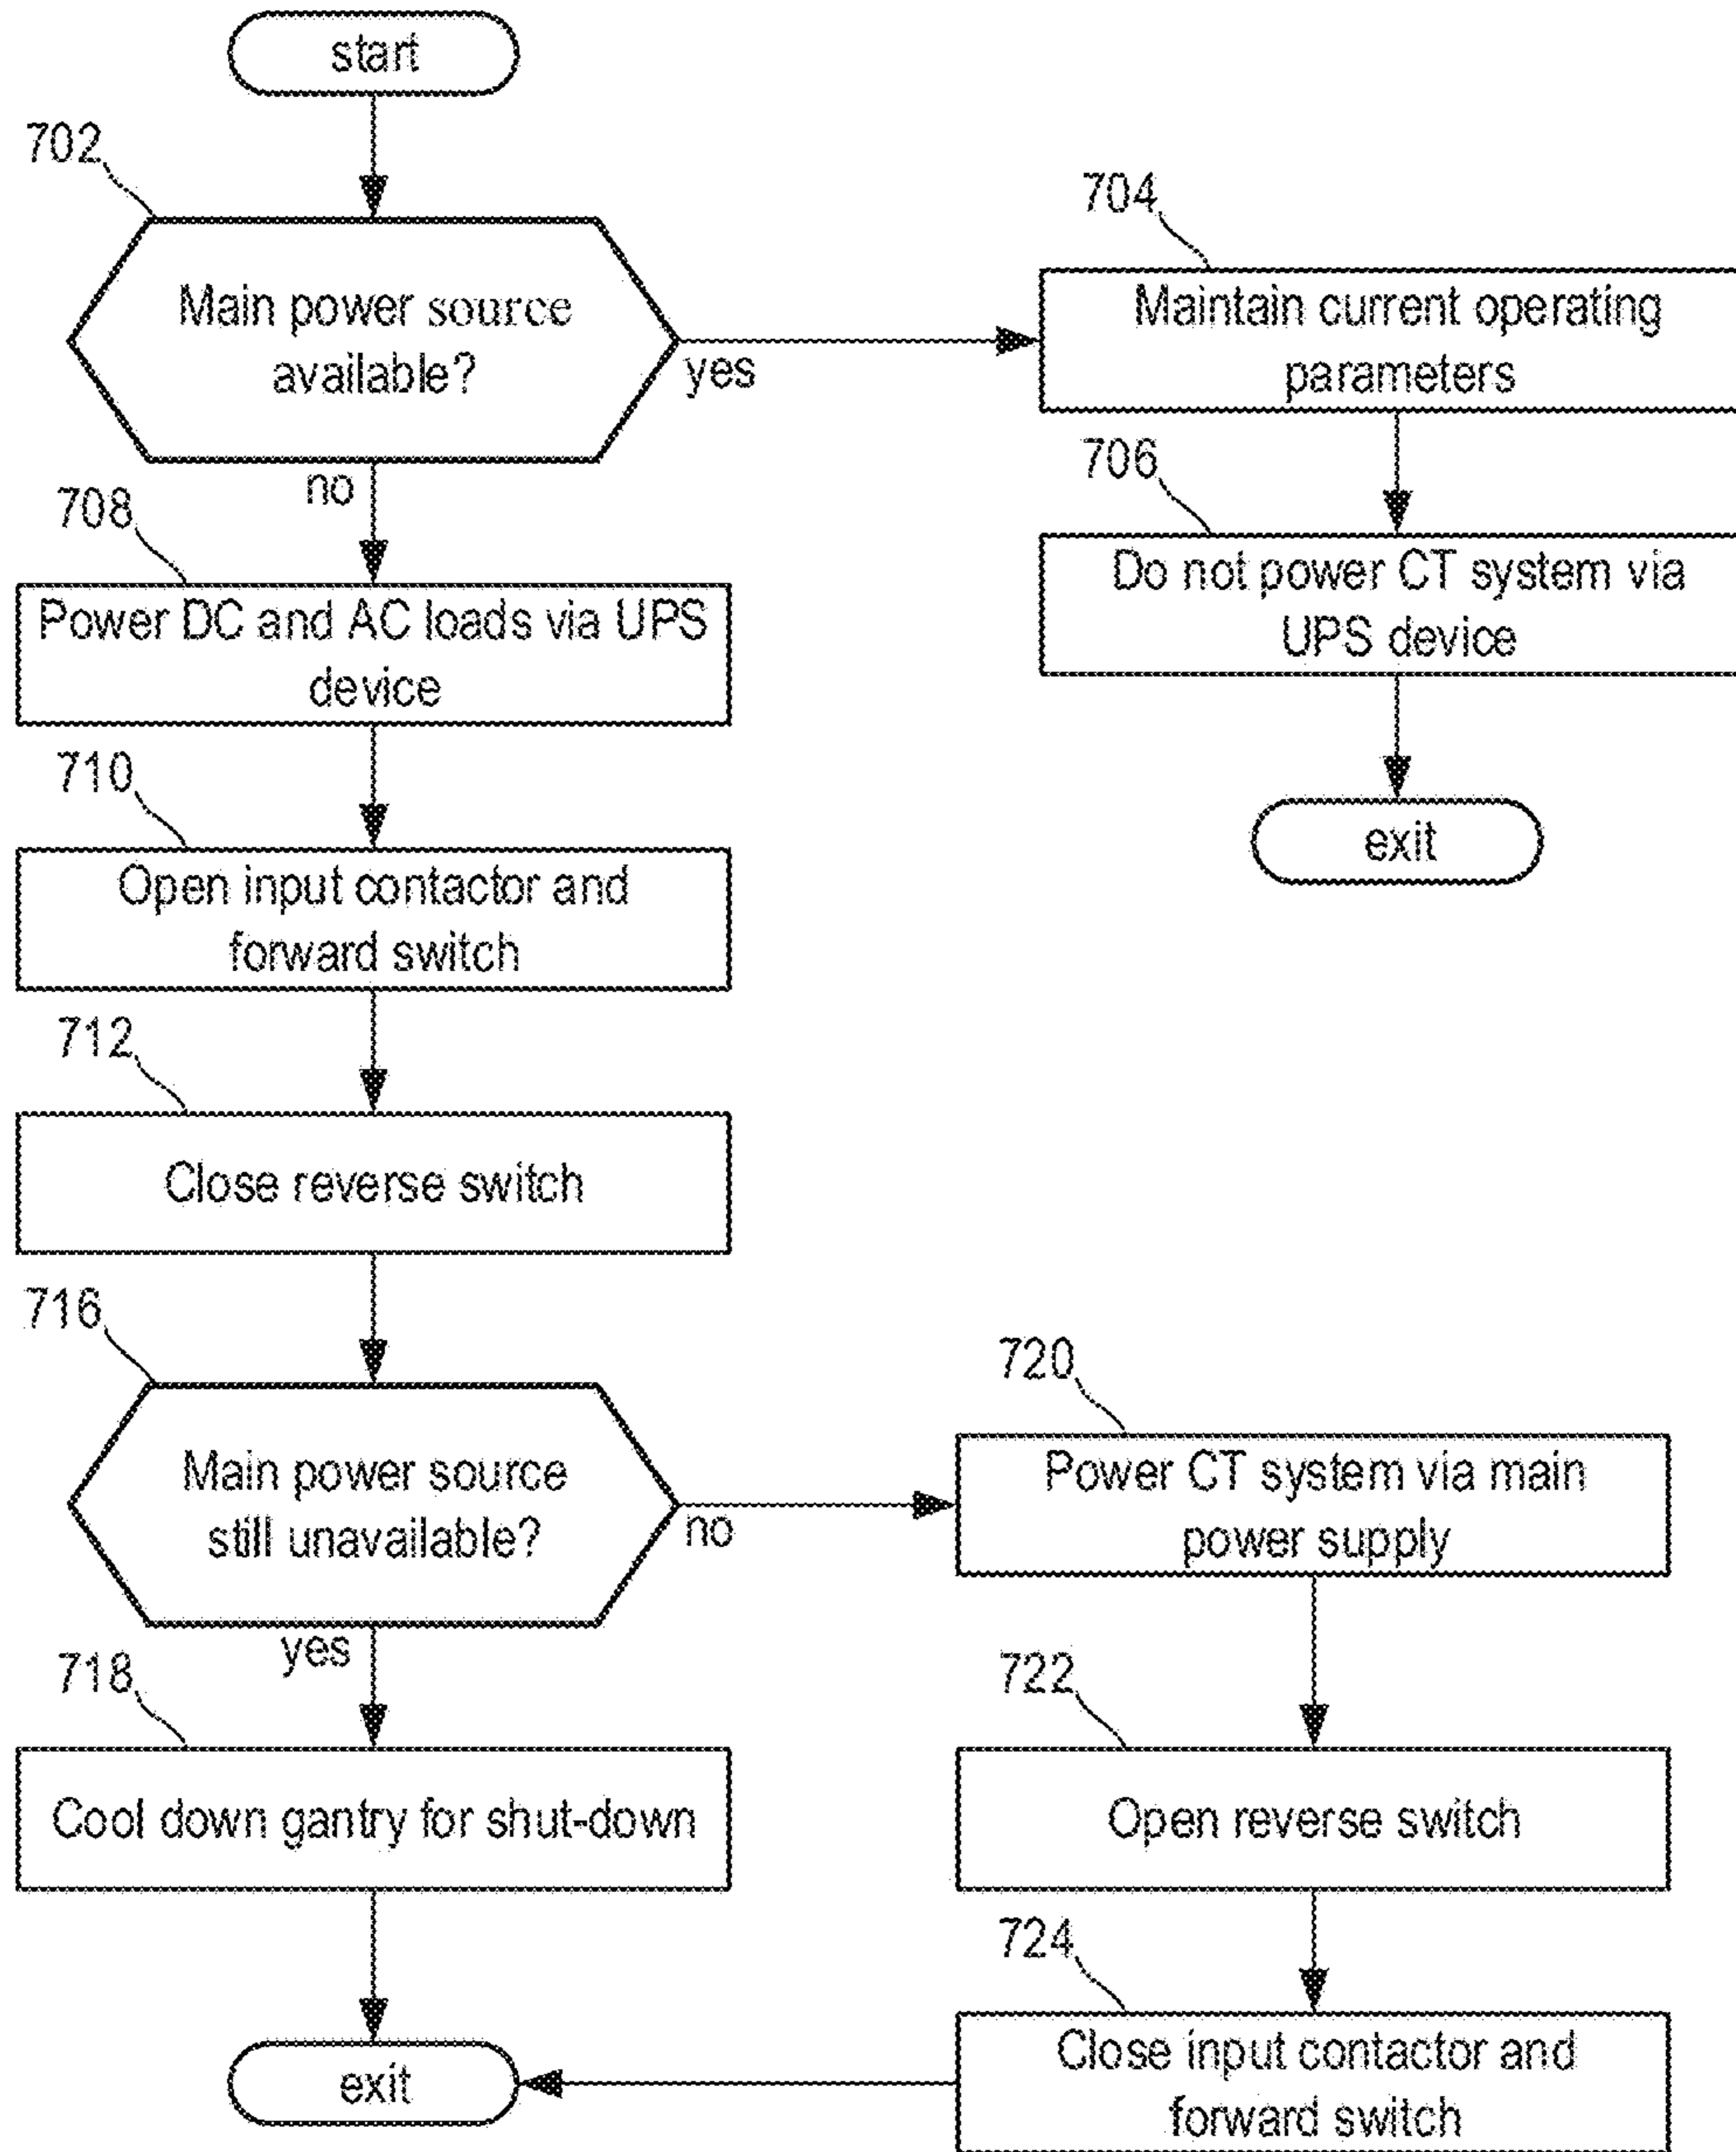 start
702
Main power source
available?
yes
no
704
Maintain current operating
parameters
706
Do not power CT system via
UPS device
exit
708
Power DC and AC loads via UPS
device
710
Open input contactor and
forward switch
712
Close reverse switch
716
Main power source
still unavailable?
no
yes
718
Cool down gantry for shut-down
720
Power CT system via main
power supply
722
Open reverse switch
724
Close input contactor and
forward switch
exit